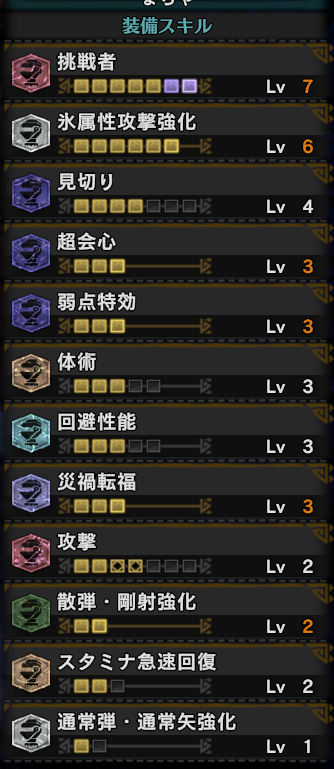 装備スキル
挑戦者
Lv 7
氷属性攻撃強化
Lv 6
見切り
Lv 4
超会心
Lv 3
弱点特効
Lv 3
体術
Lv 3
回避性能
Lv 3
災禍転福
Lv 3
攻撃
Lv 2
散弾・剛射強化
Lv 2
スタミナ急速回復
Lv 2
通常弾・通常矢強化
Lv 1